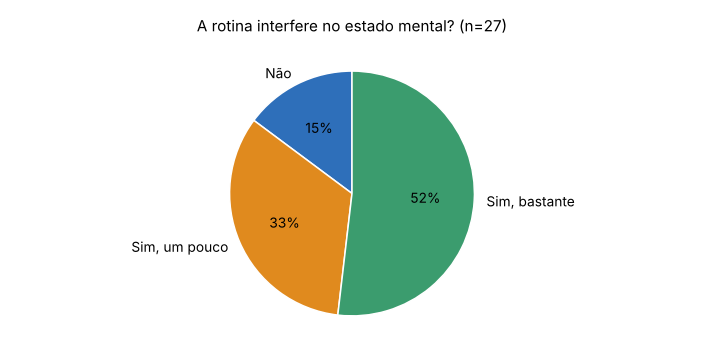 A rotina interfere no estado mental? (n=27)
Não
15%
52%
Sim, bastante
33%
Sim, um pouco